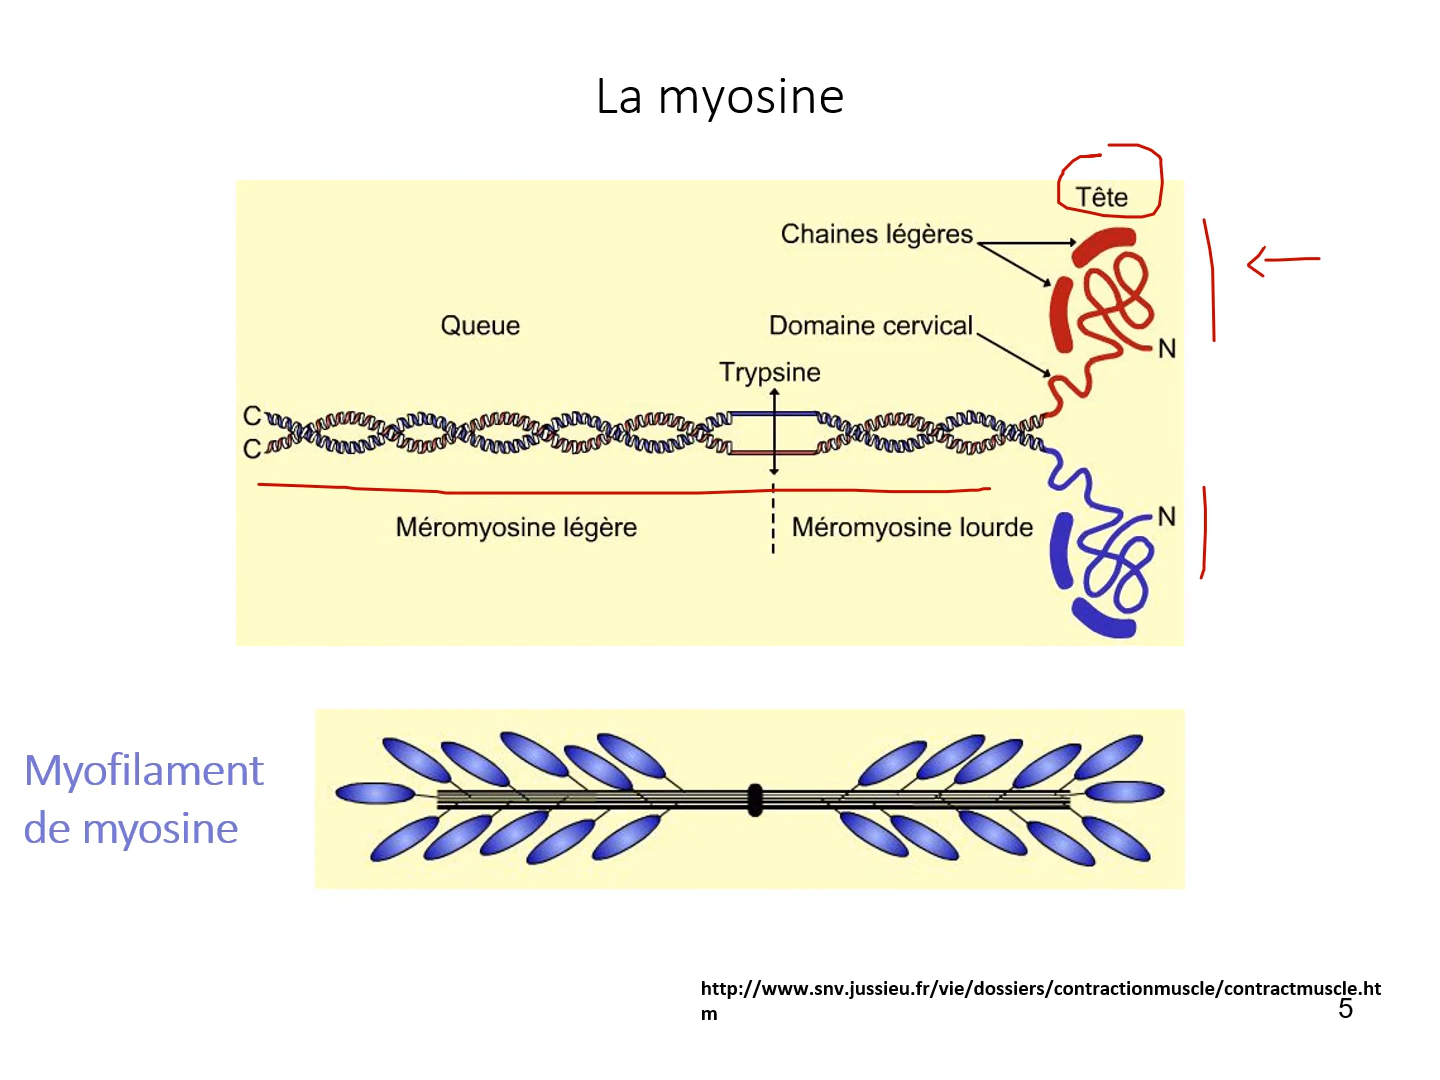 La myosine
Tête
Chaines légères
Queue
Domaine cervical
N
Trypsine
C
C
N
Méromyosine légère
Méromyosine lourde
Myofilament
de myosine
http://www.snv.jussieu.fr/vie/dossiers/contractionmuscle/contractmuscle.ht
m
5